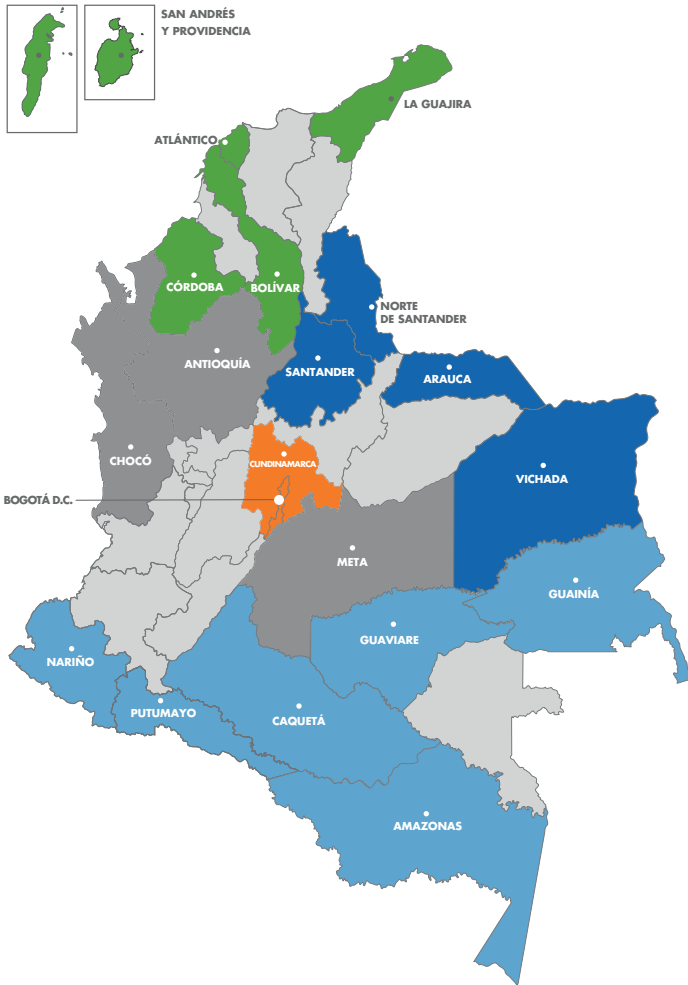 SAN ANDRÉS
Y PROVIDENCIA
LA GUAJIRA
ATLÁNTICO
CÓRDOBA
BOLÍVAR
NORTE
DE SANTANDER
ANTIOQUÍA
SANTANDER
ARAUCA
CHOCÓ
CUNDINAMARCA
VICHADA
BOGOTÁ D.C.
META
GUAINÍA
GUAVIARE
NARIÑO
PUTUMAYO
CAQUETÁ
AMAZONAS